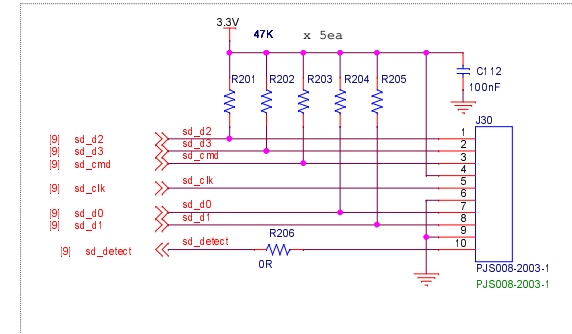 3.3V
47K x 5ea
R201 R202 R203 R204 R205
C112
100nF
J30
[9] sd_d2 sd_d2 1
[9] sd_d3 sd_d3 2
[9] sd_cmd sd_cmd 3
4
[9] sd_clk sd_clk 5
6
[9] sd_d0 sd_d0 7
[9] sd_d1 sd_d1 8
9
[9] sd_detect sd_detect R206 10
0R
PJS008-2003-1
PJS008-2003-1